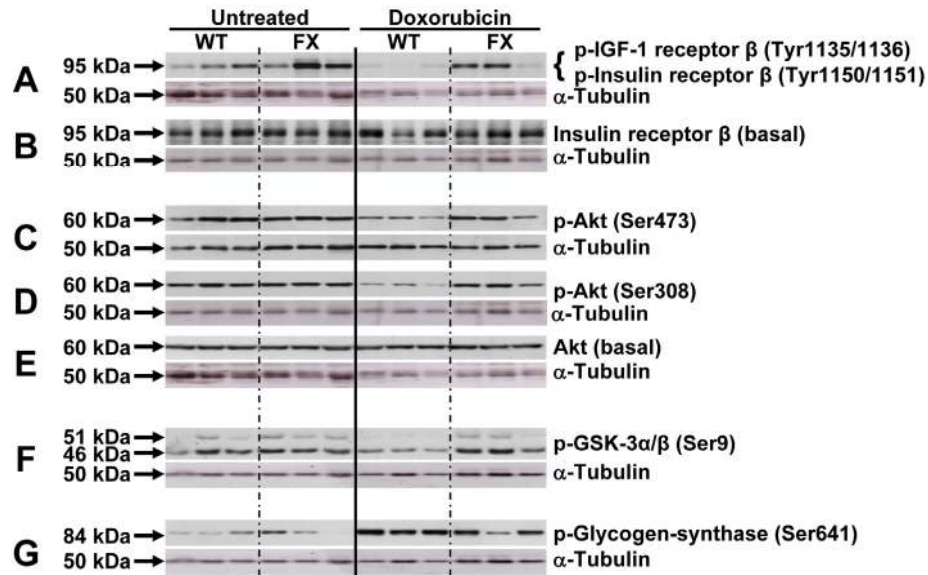 Untreated Doxorubicin
WT FX WT FX
A 95 kDa p-IGF-1 receptor β (Tyr1135/1136)
p-Insulin receptor β (Tyr1150/1151)
50 kDa α-Tubulin
B 95 kDa Insulin receptor β (basal)
50 kDa α-Tubulin
C 60 kDa p-Akt (Ser473)
50 kDa α-Tubulin
D 60 kDa p-Akt (Ser308)
50 kDa α-Tubulin
E 60 kDa Akt (basal)
50 kDa α-Tubulin
F 51 kDa
46 kDa p-GSK-3α/β (Ser9)
50 kDa α-Tubulin
G 84 kDa p-Glycogen-synthase (Ser641)
50 kDa α-Tubulin